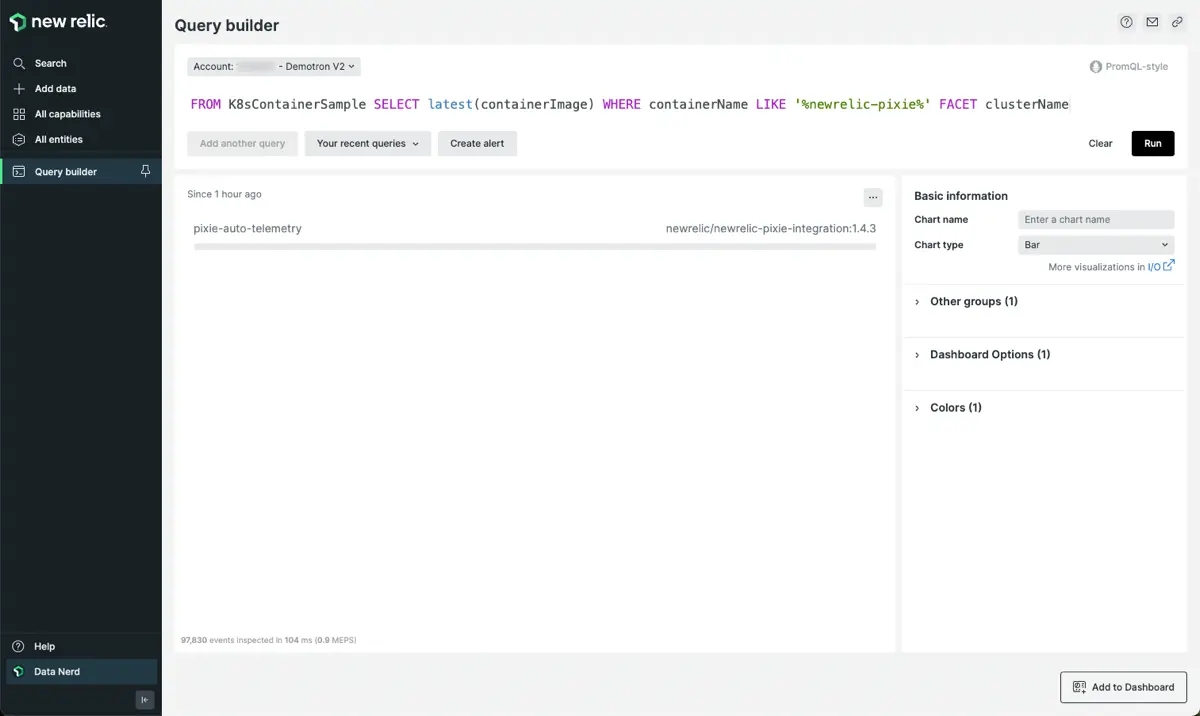 new relic.
Search
Add data
All capabilities
All entities
Query builder
Help
Data Nerd
Query builder
Account: - Demotron V2
PromQL-style
FROM K8sContainerSample SELECT latest(containerImage) WHERE containerName LIKE '%newrelic-pixie%' FACET clusterName
Add another query
Your recent queries
Create alert
Clear
Run
Since 1 hour ago
...
pixie-auto-telemetry
newrelic/newrelic-pixie-integration:1.4.3
97,830 events inspected in 104 ms (0.9 MEPS)
Basic information
Chart name
Enter a chart name
Chart type
Bar
More visualizations in I/O
Other groups (1)
Dashboard Options (1)
Colors (1)
Add to Dashboard